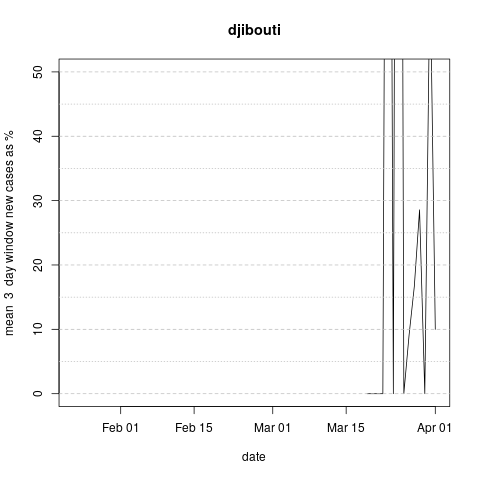 djibouti
mean 3 day window new cases as %
50
40
30
20
10
0
Feb 01
Feb 15
Mar 01
Mar 15
Apr 01
date